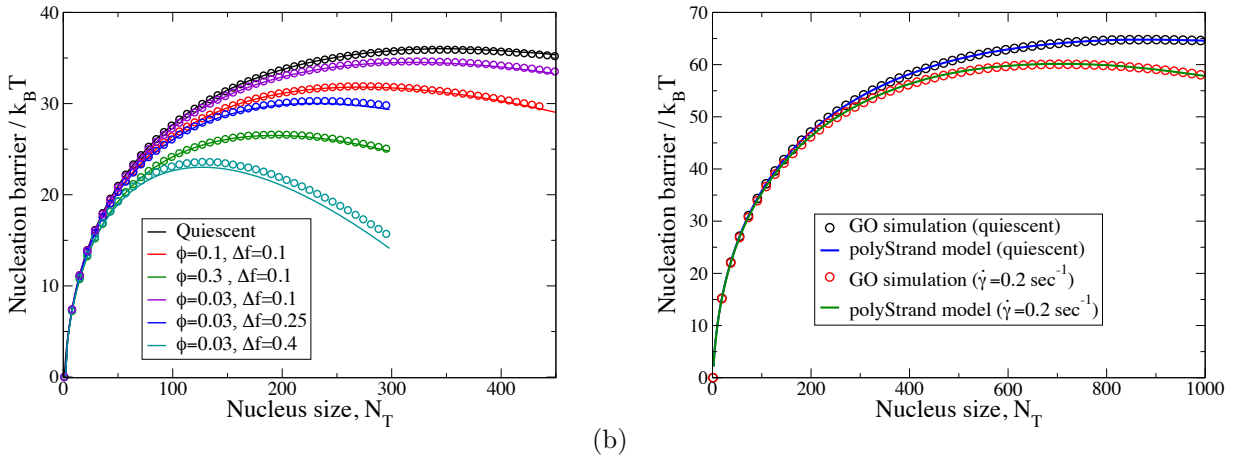 Nucleation barrier / k_BT
40
35
30
25
20
15
10
5
0
Quiescent
ϕ=0.1, Δf=0.1
ϕ=0.3 , Δf=0.1
ϕ=0.03, Δf=0.1
ϕ=0.03, Δf=0.25
ϕ=0.03, Δf=0.4
0 100 200 300 400
Nucleus size, N_T
(b)
Nucleation barrier / k_BT
70
60
50
40
30
20
10
0
GO simulation (quiescent)
polyStrand model (quiescent)
GO simulation (γ̇=0.2 sec⁻¹)
polyStrand model (γ̇=0.2 sec⁻¹)
0 200 400 600 800 1000
Nucleus size, N_T